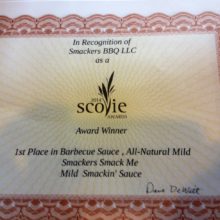 In Recognition of
Smackers BBQ LLC
as a
2014
scovie
AWARDS
Award Winner
1st Place in Barbecue Sauce , All-Natural Mild
Smackers Smack Me
Mild Smackin' Sauce
Dave DeWitt